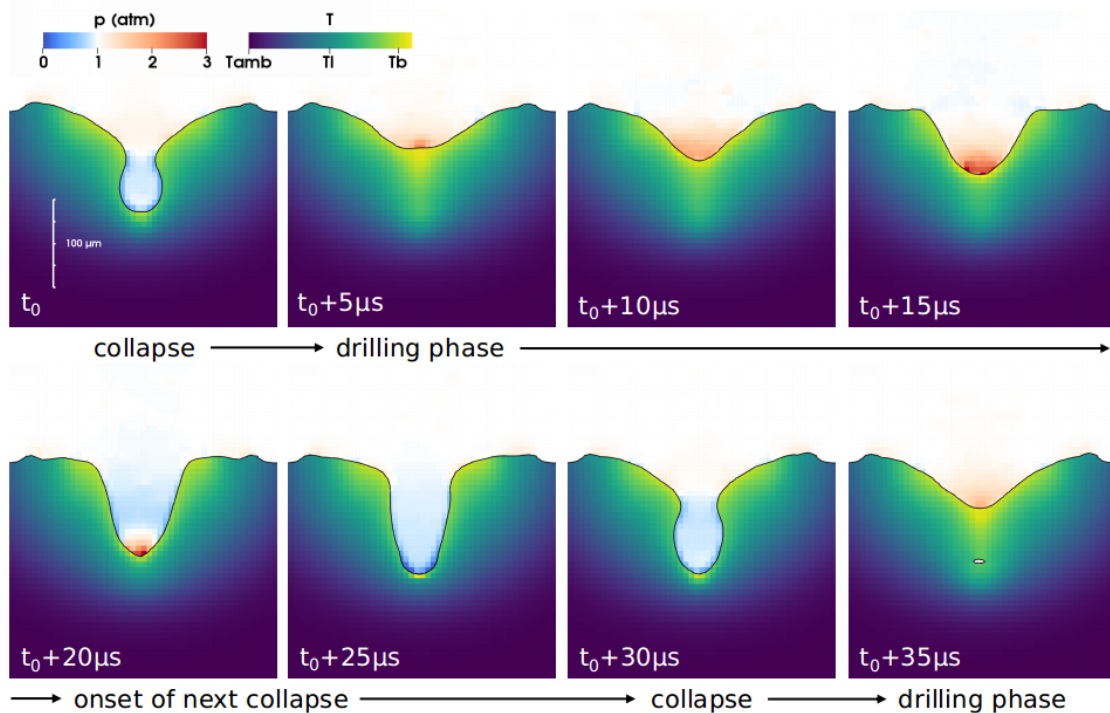 p (atm)
T
0 1 2 3
Tamb Tl Tb
100 µm
t₀
t₀+5µs
t₀+10µs
t₀+15µs
collapse
drilling phase
t₀+20µs
t₀+25µs
t₀+30µs
t₀+35µs
onset of next collapse
collapse
drilling phase